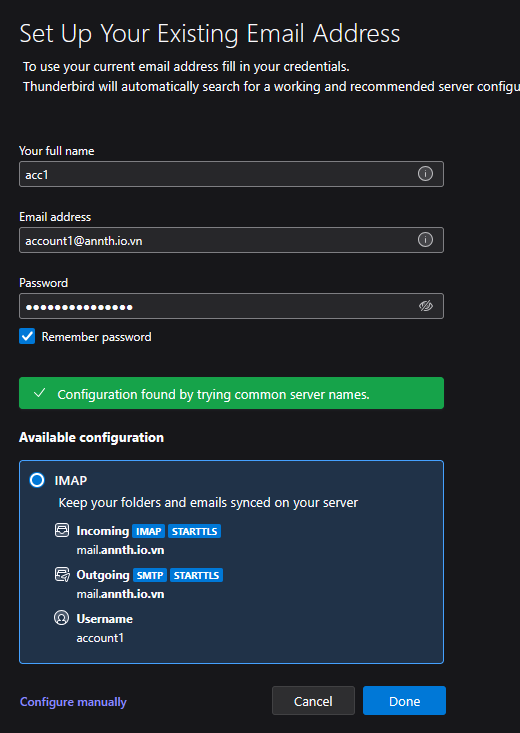 Set Up Your Existing Email Address
To use your current email address fill in your credentials.
Thunderbird will automatically search for a working and recommended server configu
Your full name
acc1
Email address
account1@annth.io.vn
Password
●●●●●●●●●●●●●●●
Remember password
Configuration found by trying common server names.
Available configuration
IMAP
Keep your folders and emails synced on your server
Incoming IMAP STARTTLS
mail.annth.io.vn
Outgoing SMTP STARTTLS
mail.annth.io.vn
Username
account1
Configure manually Cancel Done